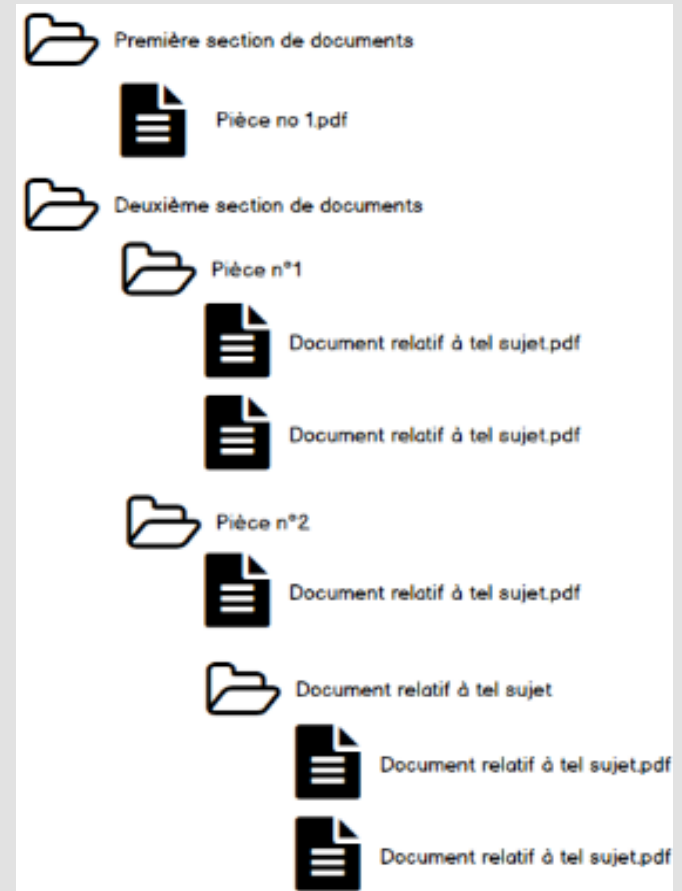 Première section de documents
Pièce no 1.pdf
Deuxième section de documents
Pièce n°1
Document relatif à tel sujet.pdf
Document relatif à tel sujet.pdf
Pièce n°2
Document relatif à tel sujet.pdf
Document relatif à tel sujet
Document relatif à tel sujet.pdf
Document relatif à tel sujet.pdf